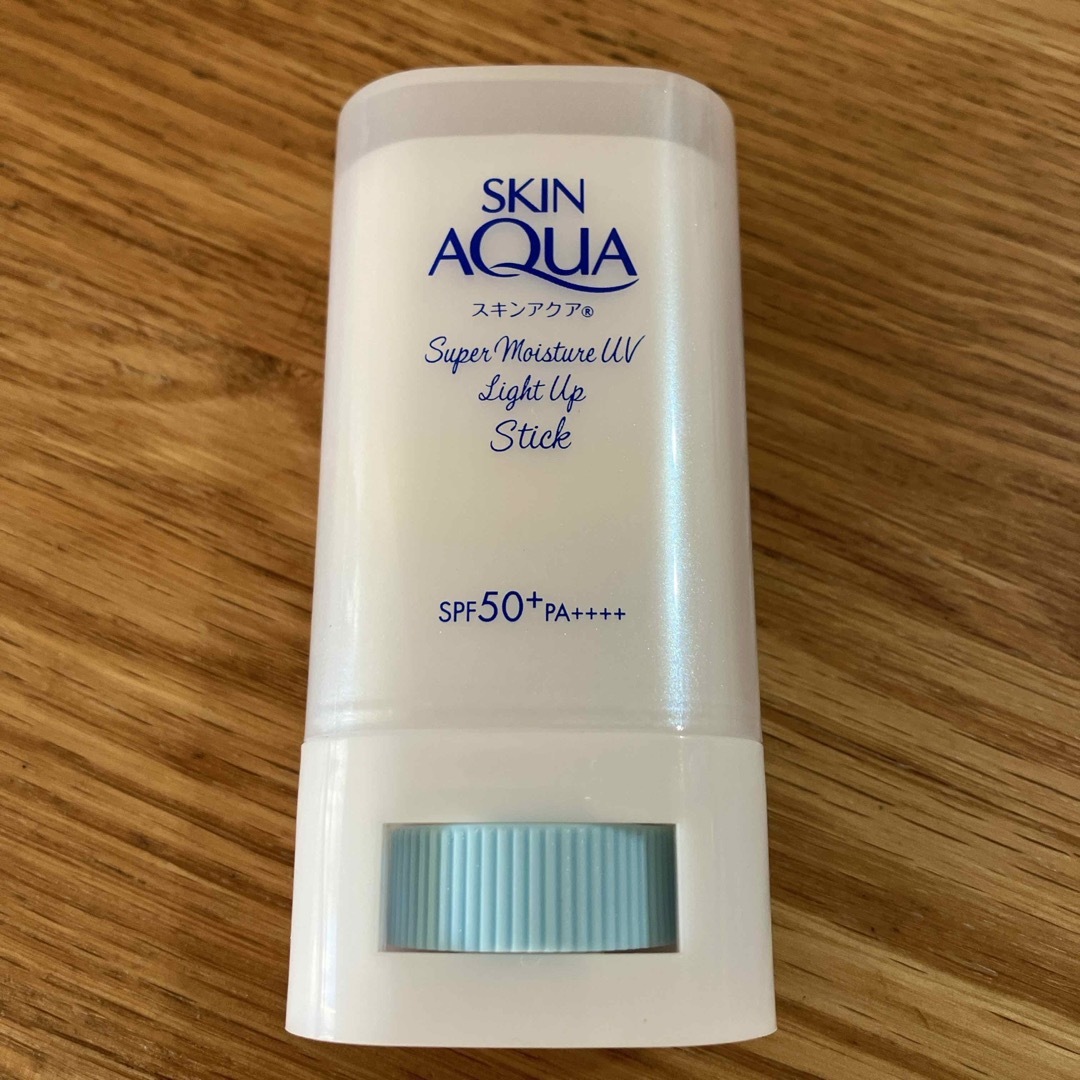 SKIN
AQUA
スキンアクア®
Super Moisture UV
Light Up
Stick
SPF50+PA++++